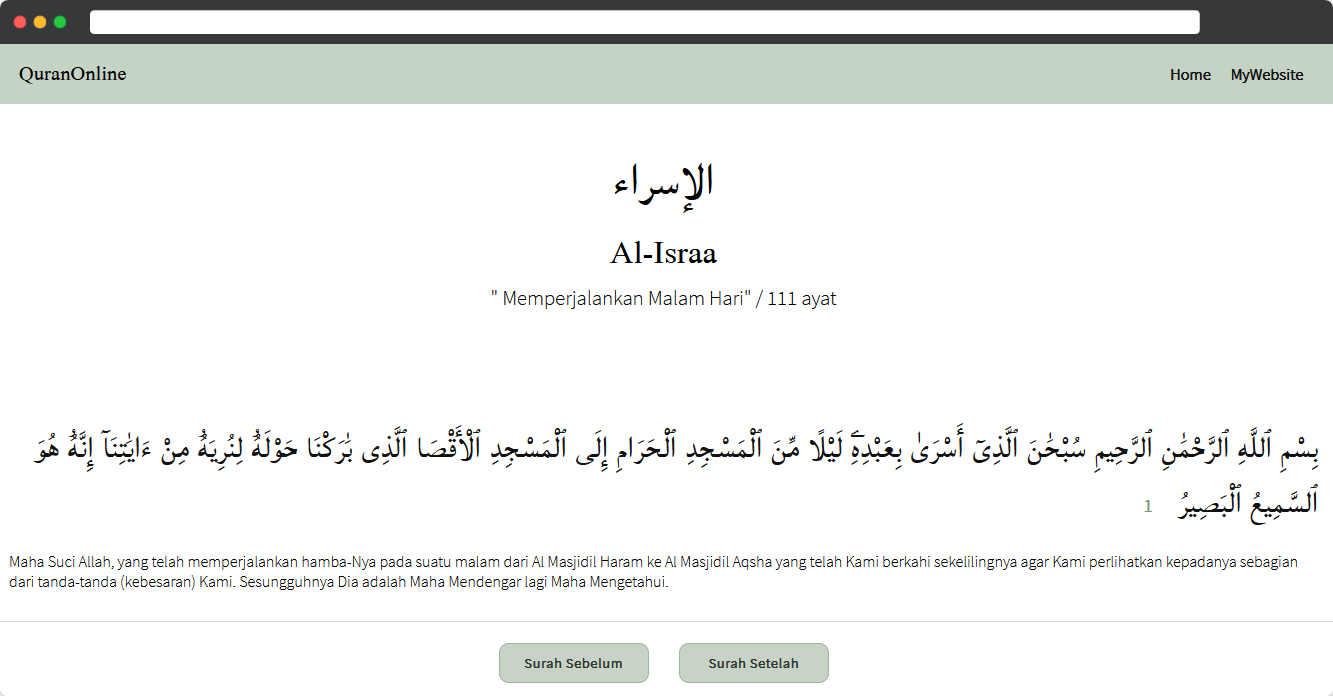 QuranOnline
Home MyWebsite
الإسراء
Al-Israa
" Memperjalankan Malam Hari" / 111 ayat
بِسْمِ ٱللَّهِ ٱلرَّحْمَٰنِ ٱلرَّحِيمِ سُبْحَٰنَ ٱلَّذِىٓ أَسْرَىٰ بِعَبْدِهِۦٓ لَيْلًا مِّنَ ٱلْمَسْجِدِ ٱلْحَرَامِ إِلَى ٱلْمَسْجِدِ ٱلْأَقْصَا ٱلَّذِى بَٰرَكْنَا حَوْلَهُۥ لِنُرِيَهُۥ مِنْ ءَايَٰتِنَآ إِنَّهُۥ هُوَ
ٱلسَّمِيعُ ٱلْبَصِيرُ 1
Maha Suci Allah, yang telah memperjalankan hamba-Nya pada suatu malam dari Al Masjidil Haram ke Al Masjidil Aqsha yang telah Kami berkahi sekelilingnya agar Kami perlihatkan kepadanya sebagian
dari tanda-tanda (kebesaran) Kami. Sesungguhnya Dia adalah Maha Mendengar lagi Maha Mengetahui.
Surah Sebelum Surah Setelah